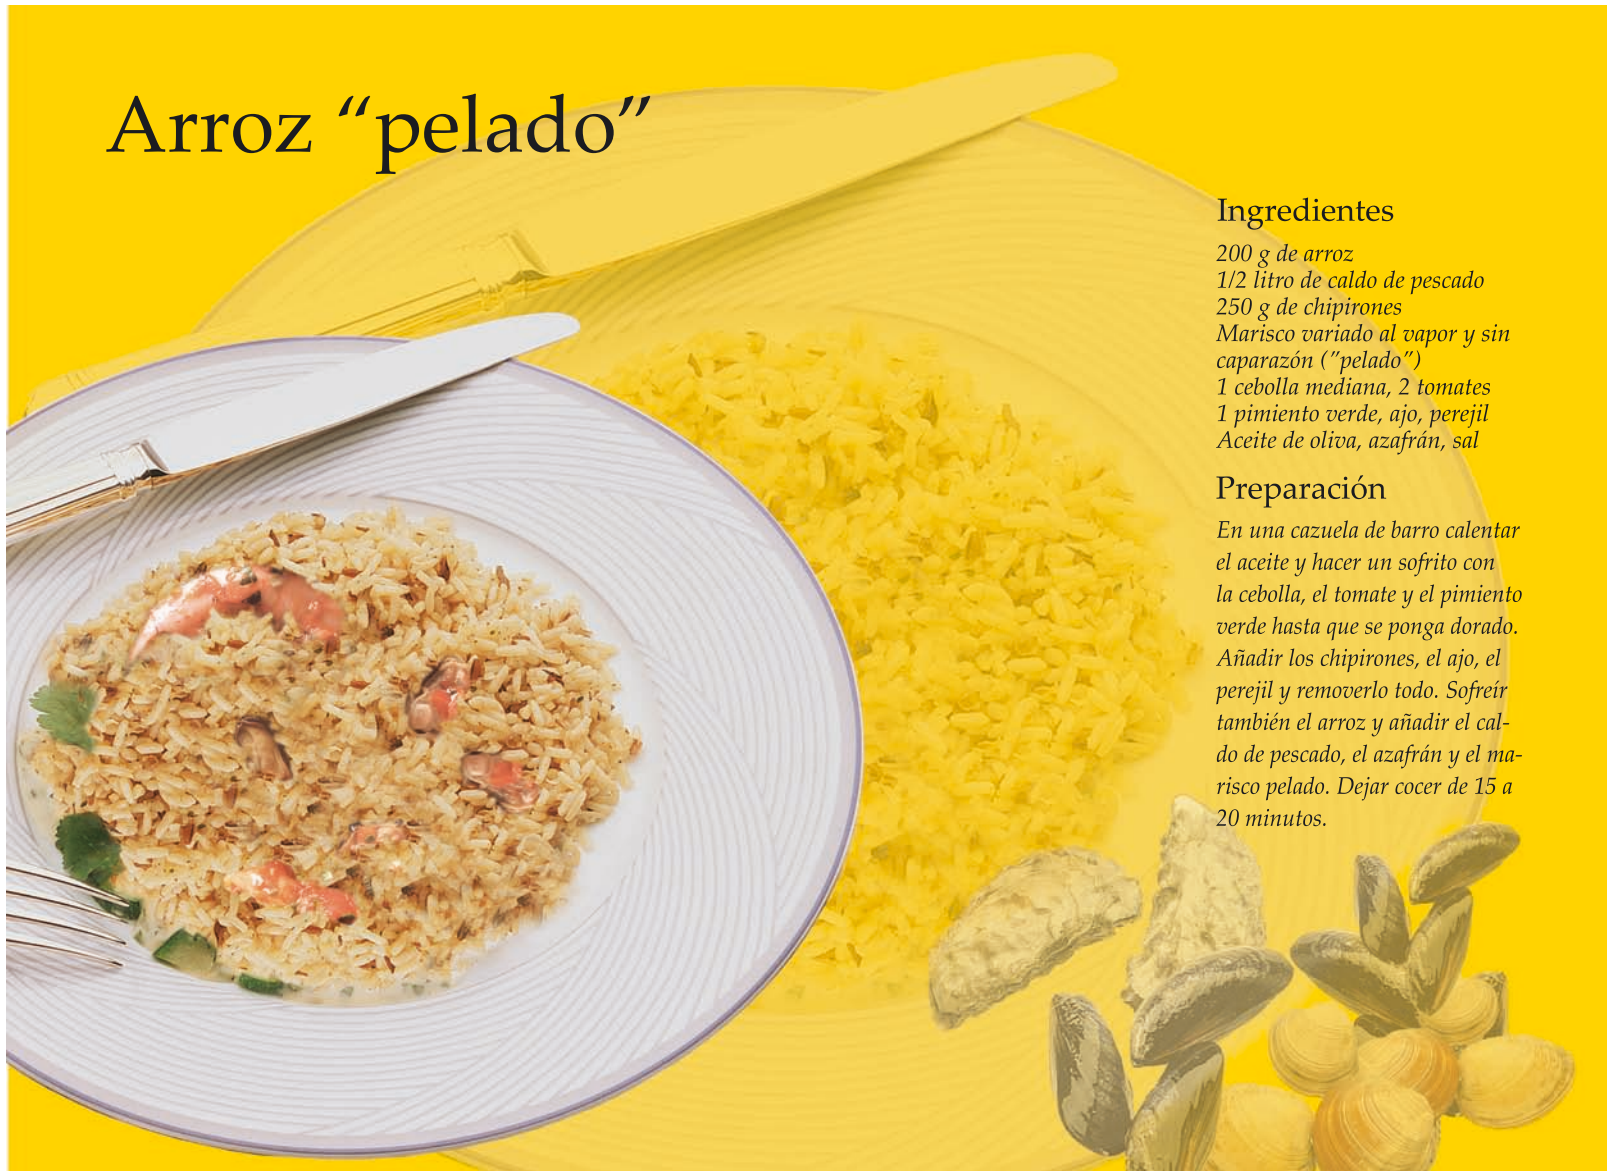 Arroz “pelado”
Ingredientes
200 g de arroz
1/2 litro de caldo de pescado
250 g de chipirones
Marisco variado al vapor y sin
caparazón (”pelado”)
1 cebolla mediana, 2 tomates
1 pimiento verde, ajo, perejil
Aceite de oliva, azafrán, sal
Preparación
En una cazuela de barro calentar
el aceite y hacer un sofrito con
la cebolla, el tomate y el pimiento
verde hasta que se ponga dorado.
Añadir los chipirones, el ajo, el
perejil y removerlo todo. Sofreír
también el arroz y añadir el cal-
do de pescado, el azafrán y el ma-
risco pelado. Dejar cocer de 15 a
20 minutos.